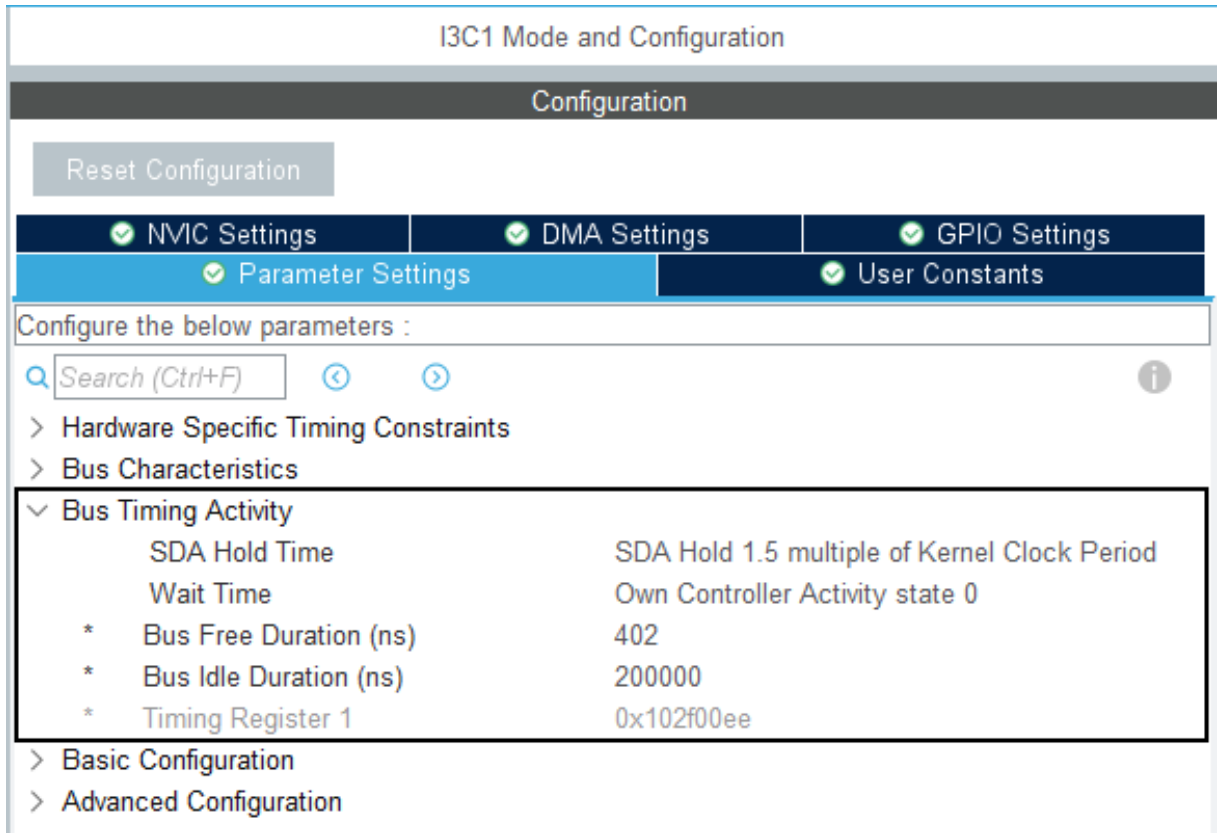 I3C1 Mode and Configuration
Configuration
Reset Configuration
NVIC Settings DMA Settings GPIO Settings
Parameter Settings User Constants
Configure the below parameters :
Search (Ctrl+F)
> Hardware Specific Timing Constraints
> Bus Characteristics
Bus Timing Activity
SDA Hold Time SDA Hold 1.5 multiple of Kernel Clock Period
Wait Time Own Controller Activity state 0
* Bus Free Duration (ns) 402
* Bus Idle Duration (ns) 200000
* Timing Register 1 0x102f00ee
> Basic Configuration
> Advanced Configuration